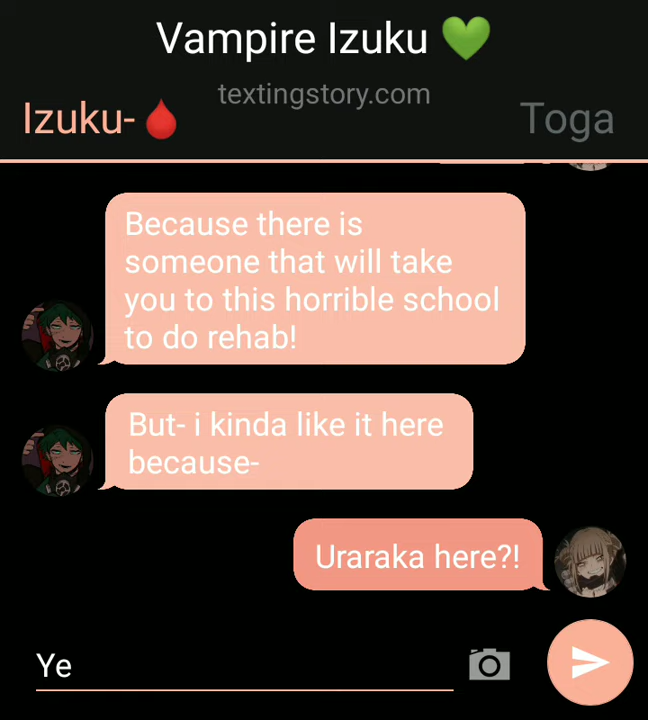 Vampire Izuku 💚
textingstory.com
Izuku-🩸
Toga
Because there is
someone that will take
you to this horrible school
to do rehab!
But- i kinda like it here
because-
Uraraka here?!
Ye